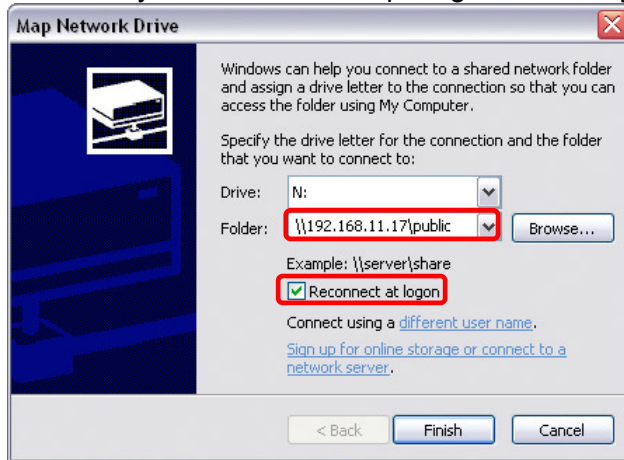 Map Network Drive
Windows can help you connect to a shared network folder
and assign a drive letter to the connection so that you can
access the folder using My Computer.
Specify the drive letter for the connection and the folder
that you want to connect to:
Drive: N:
Folder: \\192.168.11.17\public Browse...
Example: \\server\share
Reconnect at logon
Connect using a different user name.
Sign up for online storage or connect to a
network server.
< Back Finish Cancel